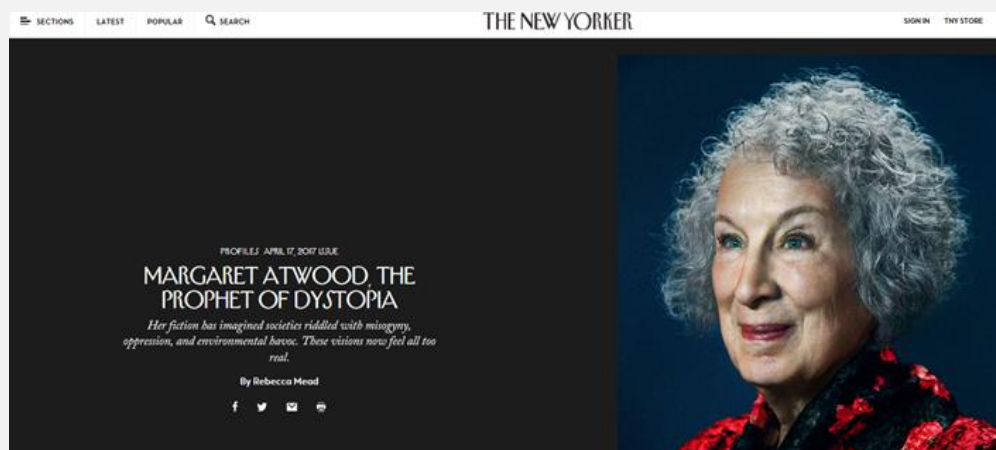 SECTIONS LATEST POPULAR SEARCH THE NEW YORKER SIGN IN TNY STORE
PROFILES APRIL 17, 2017 ISSUE
MARGARET ATWOOD, THE
PROPHET OF DYSTOPIA
Her fiction has imagined societies riddled with misogyny,
oppression, and environmental havoc. These visions now feel all too
real.
By Rebecca Mead